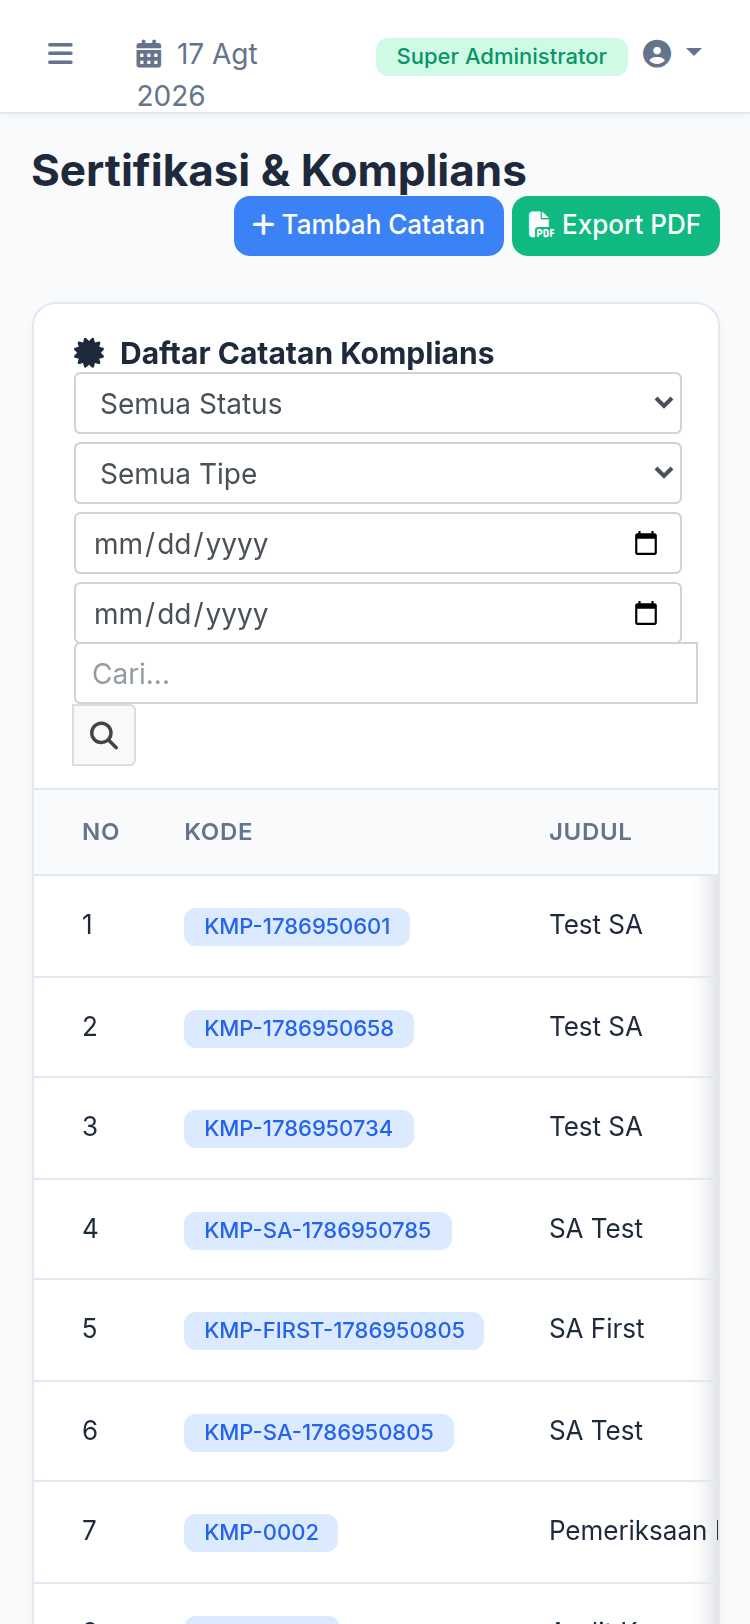 17 Agt
2026
Super Administrator
Sertifikasi & Komplians
Tambah Catatan
Export PDF
Daftar Catatan Komplians
Semua Status
Semua Tipe
mm/dd/yyyy
mm/dd/yyyy
Cari...
NO KODE JUDUL
1 KMP-1786950601 Test SA
2 KMP-1786950658 Test SA
3 KMP-1786950734 Test SA
4 KMP-SA-1786950785 SA Test
5 KMP-FIRST-1786950805 SA First
6 KMP-SA-1786950805 SA Test
7 KMP-0002 Pemeriksaan